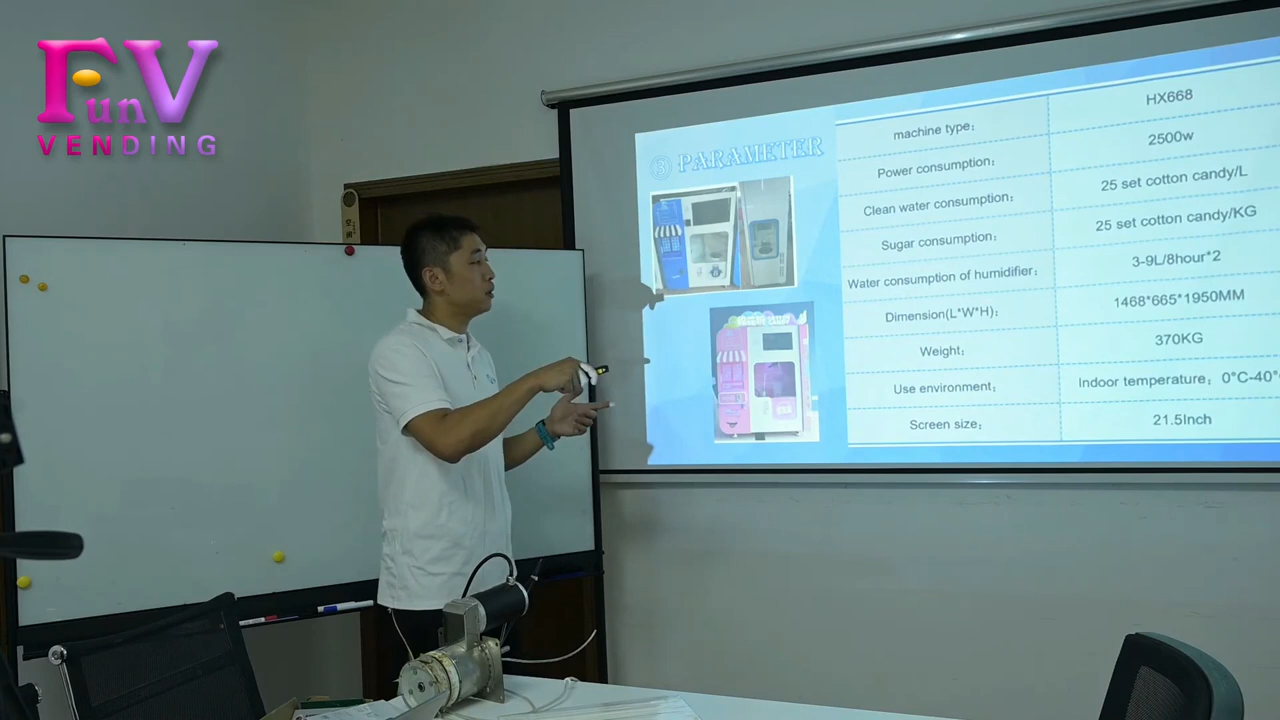 FunV
VENDING
③ PARAMETER
machine type: HX668
Power consumption: 2500w
Clean water consumption: 25 set cotton candy/L
Sugar consumption: 25 set cotton candy/KG
Water consumption of humidifier: 3-9L/8hour*2
Dimension(L*W*H): 1468*665*1950MM
Weight: 370KG
Use environment: Indoor temperature: 0°C-40°
Screen size: 21.5Inch